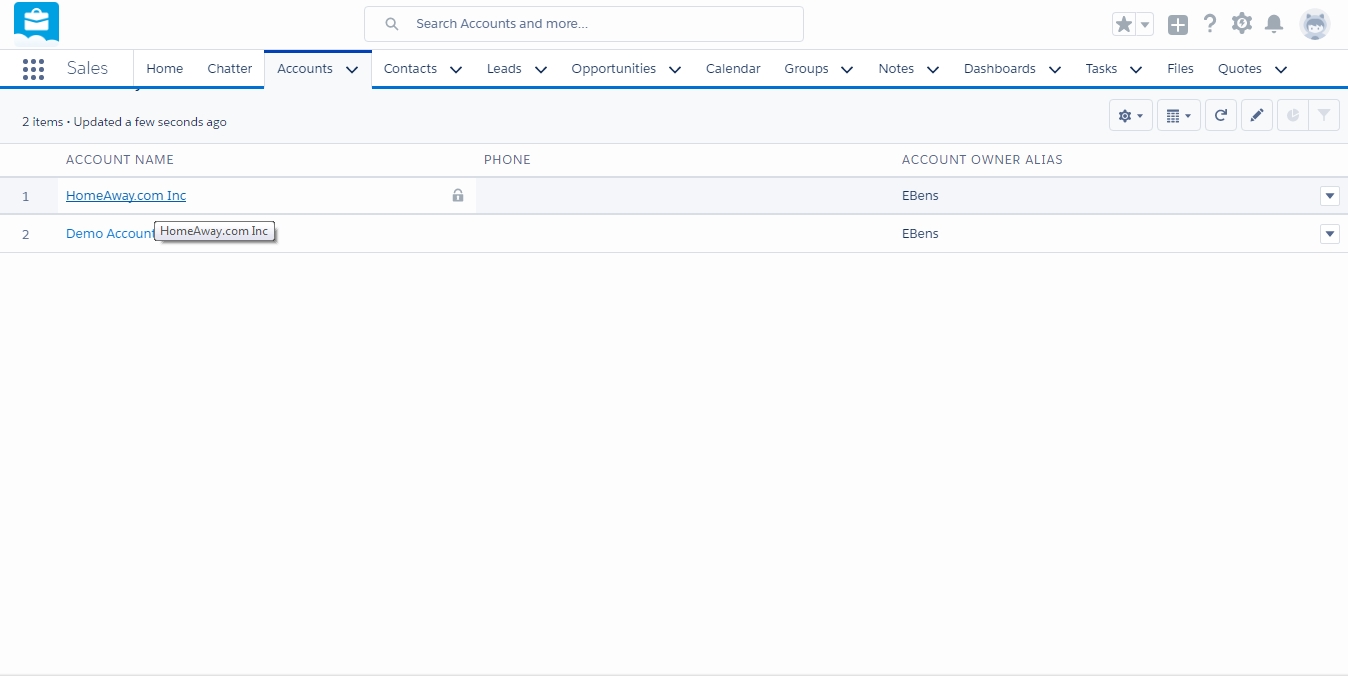 Search Accounts and more...
Sales Home Chatter Accounts Contacts Leads Opportunities Calendar Groups Notes Dashboards Tasks Files Quotes
2 items • Updated a few seconds ago
ACCOUNT NAME PHONE ACCOUNT OWNER ALIAS
1 HomeAway.com Inc EBens
HomeAway.com Inc
2 Demo Account EBens